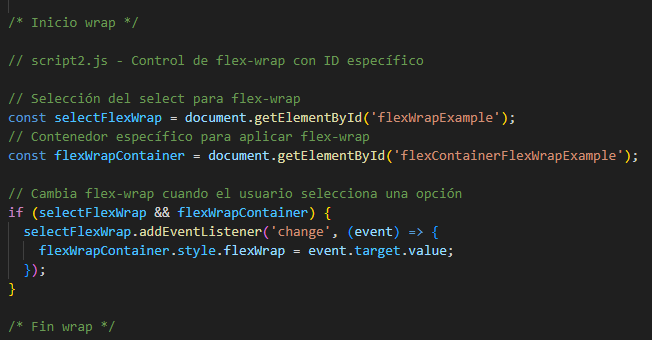 /* Inicio wrap */
// script2.js - Control de flex-wrap con ID específico
// Selección del select para flex-wrap
const selectFlexWrap = document.getElementById('flexWrapExample');
// Contenedor específico para aplicar flex-wrap
const flexWrapContainer = document.getElementById('flexContainerFlexWrapExample');
// Cambia flex-wrap cuando el usuario selecciona una opción
if (selectFlexWrap && flexWrapContainer) {
  selectFlexWrap.addEventListener('change', (event) => {
    flexWrapContainer.style.flexWrap = event.target.value;
  });
}
/* Fin wrap */